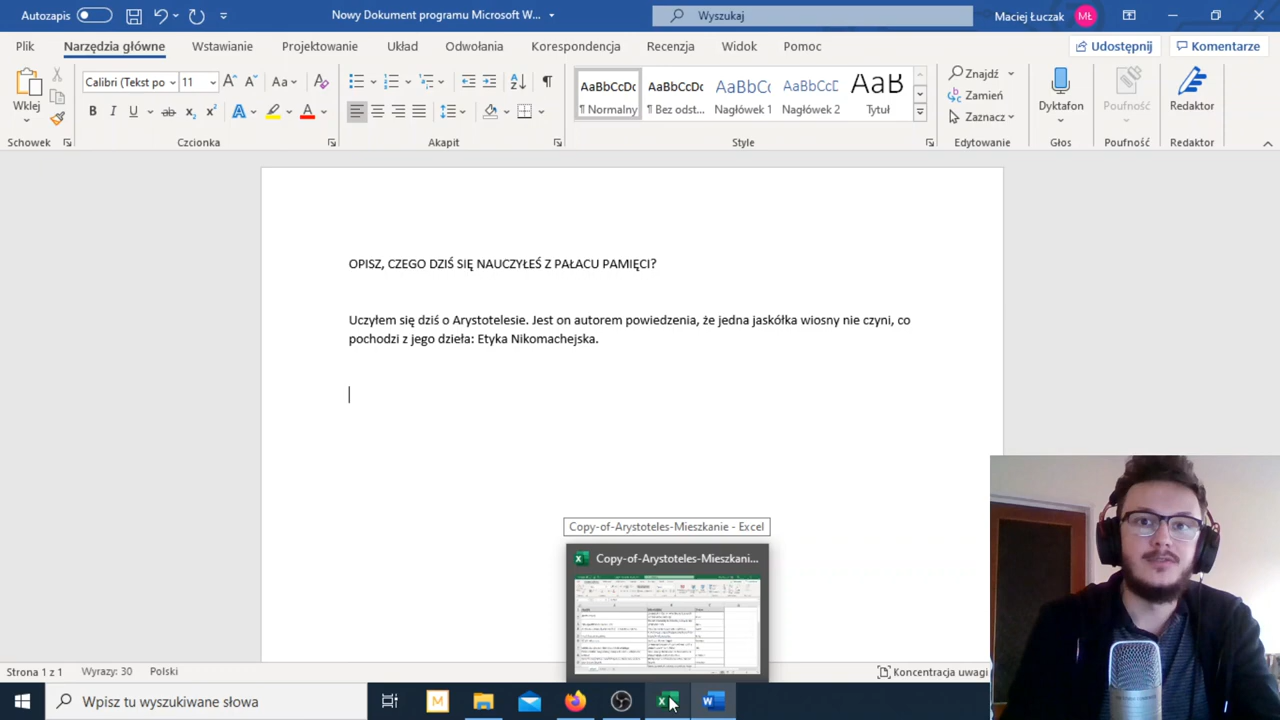 Autozapis
Nowy Dokument programu Microsoft W...
Wyszukaj
Maciej Łuczak
MŁ
Plik
Narzędzia główne
Wstawianie
Projektowanie
Układ
Odwołania
Korespondencja
Recenzja
Widok
Pomoc
Udostępnij
Komentarze
Wklej
Calibri (Tekst po
11
Schowek
Czcionka
Akapit
AaBbCcDc
¶ Normalny
AaBbCcDc
¶ Bez odst...
AaBbCc
Nagłówek 1
AaBbCcC
Nagłówek 2
AaB
Tytuł
Style
Znajdź
Zamień
Zaznacz
Edytowanie
Dyktafon
Głos
Poufność
Poufność
Redaktor
Redaktor
OPISZ, CZEGO DZIŚ SIĘ NAUCZYŁEŚ Z PAŁACU PAMIĘCI?
Uczyłem się dziś o Arystotelesie. Jest on autorem powiedzenia, że jedna jaskółka wiosny nie czyni, co
pochodzi z jego dzieła: Etyka Nikomachejska.
Copy-of-Arystoteles-Mieszkanie - Excel
Copy-of-Arystoteles-Mieszkani...
Strona 1 z 1
Wyrazy: 30
Polski
Koncentracja uwagi
Wpisz tu wyszukiwane słowa